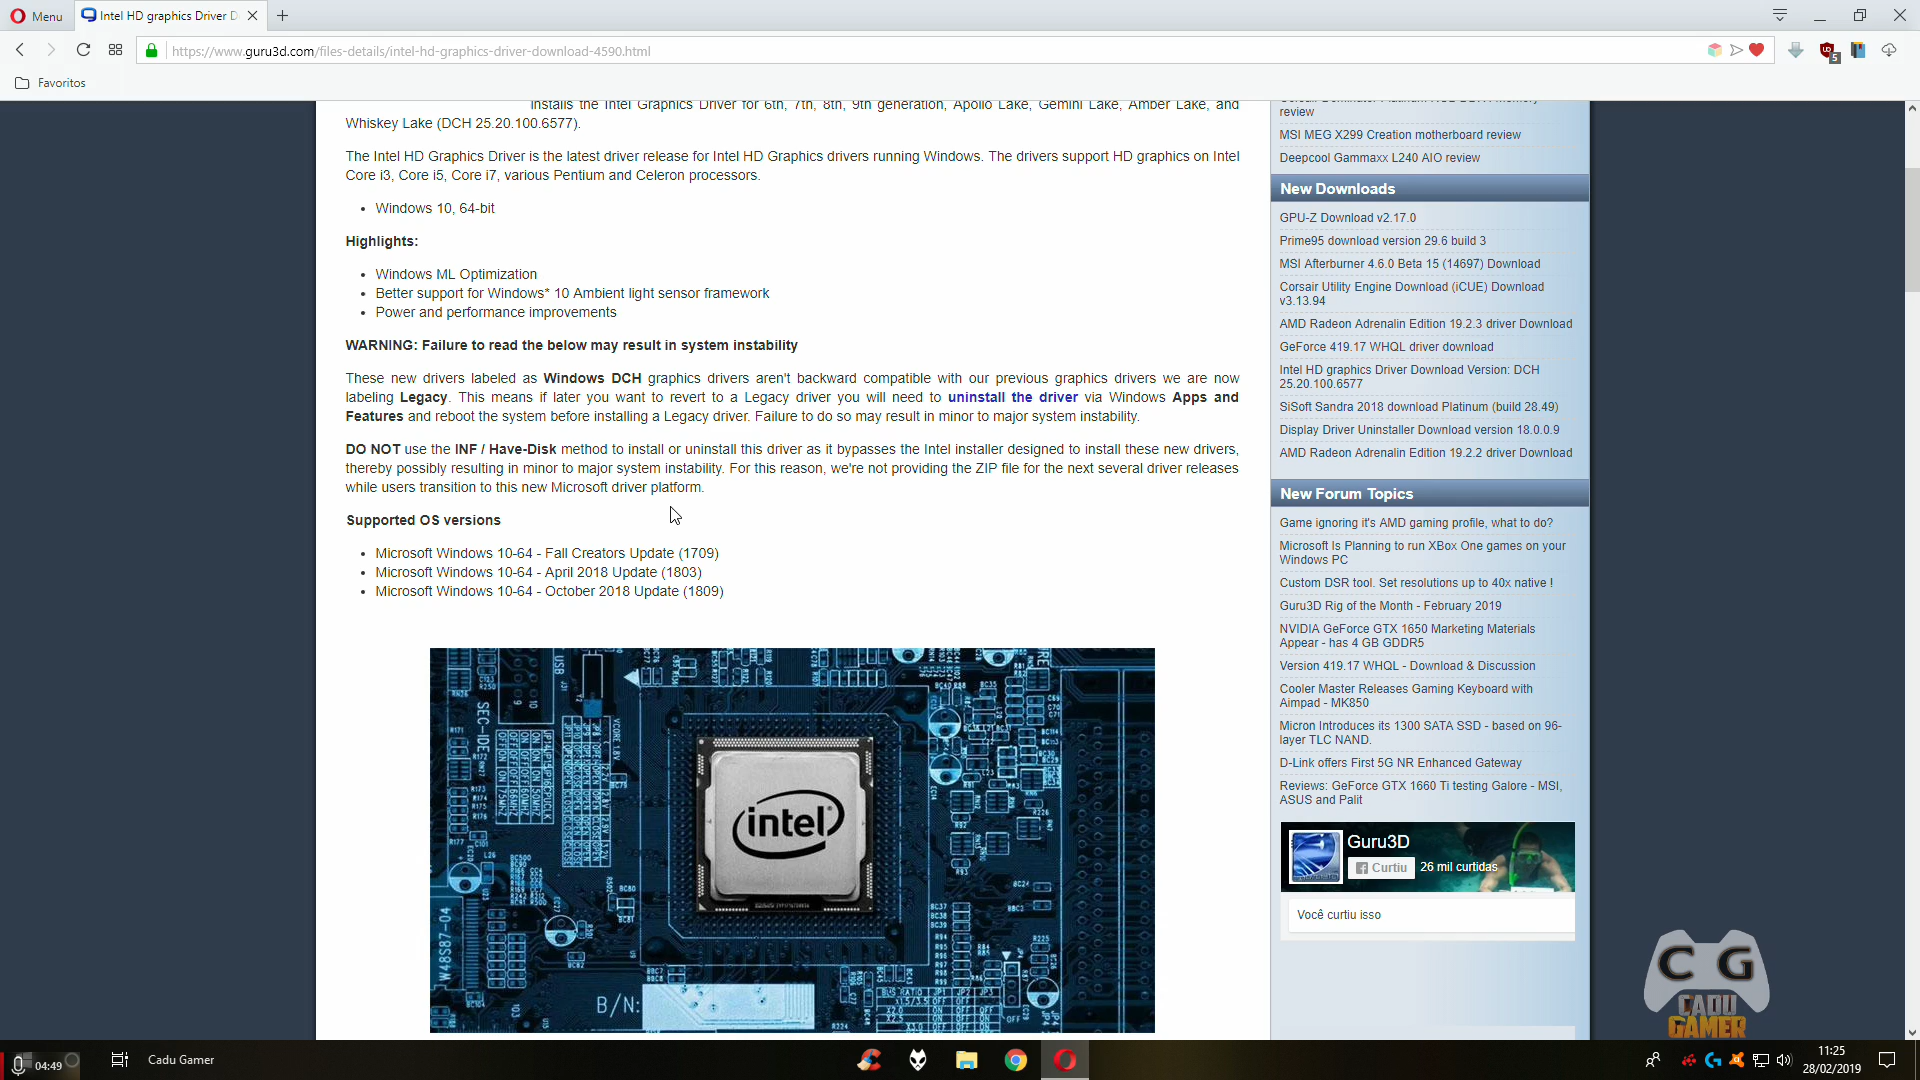 Menu
Intel HD graphics Driver D
https://www.guru3d.com/files-details/intel-hd-graphics-driver-download-4590.html
5
Favoritos
installs the Intel Graphics Driver for 6th, 7th, 8th, 9th generation, Apollo Lake, Gemini Lake, Amber Lake, and
Whiskey Lake (DCH 25.20.100.6577).
The Intel HD Graphics Driver is the latest driver release for Intel HD Graphics drivers running Windows. The drivers support HD graphics on Intel
Core i3, Core i5, Core i7, various Pentium and Celeron processors.
• Windows 10, 64-bit
Highlights:
• Windows ML Optimization
• Better support for Windows* 10 Ambient light sensor framework
• Power and performance improvements
WARNING: Failure to read the below may result in system instability
These new drivers labeled as Windows DCH graphics drivers aren't backward compatible with our previous graphics drivers we are now
labeling Legacy. This means if later you want to revert to a Legacy driver you will need to uninstall the driver via Windows Apps and
Features and reboot the system before installing a Legacy driver. Failure to do so may result in minor to major system instability.
DO NOT use the INF / Have-Disk method to install or uninstall this driver as it bypasses the Intel installer designed to install these new drivers,
thereby possibly resulting in minor to major system instability. For this reason, we're not providing the ZIP file for the next several driver releases
while users transition to this new Microsoft driver platform.
Supported OS versions
• Microsoft Windows 10-64 - Fall Creators Update (1709)
• Microsoft Windows 10-64 - April 2018 Update (1803)
• Microsoft Windows 10-64 - October 2018 Update (1809)
USB
SEC-IDE
intel
W48S87-04
B/N:
BUS RATIO JP1 JP2 JP3
review
MSI MEG X299 Creation motherboard review
Deepcool Gammaxx L240 AIO review
New Downloads
GPU-Z Download v2.17.0
Prime95 download version 29.6 build 3
MSI Afterburner 4.6.0 Beta 15 (14697) Download
Corsair Utility Engine Download (iCUE) Download
v3.13.94
AMD Radeon Adrenalin Edition 19.2.3 driver Download
GeForce 419.17 WHQL driver download
Intel HD graphics Driver Download Version: DCH
25.20.100.6577
SiSoft Sandra 2018 download Platinum (build 28.49)
Display Driver Uninstaller Download version 18.0.0.9
AMD Radeon Adrenalin Edition 19.2.2 driver Download
New Forum Topics
Game ignoring it's AMD gaming profile, what to do?
Microsoft Is Planning to run XBox One games on your
Windows PC
Custom DSR tool. Set resolutions up to 40x native !
Guru3D Rig of the Month - February 2019
NVIDIA GeForce GTX 1650 Marketing Materials
Appear - has 4 GB GDDR5
Version 419.17 WHQL - Download & Discussion
Cooler Master Releases Gaming Keyboard with
Aimpad - MK850
Micron Introduces its 1300 SATA SSD - based on 96-
layer TLC NAND.
D-Link offers First 5G NR Enhanced Gateway
Reviews: GeForce GTX 1660 Ti testing Galore - MSI,
ASUS and Palit
Guru3D
Curtiu
26 mil curtidas
Você curtiu isso
C G
CADU
GAMER
04:49
Cadu Gamer
11:25
28/02/2019